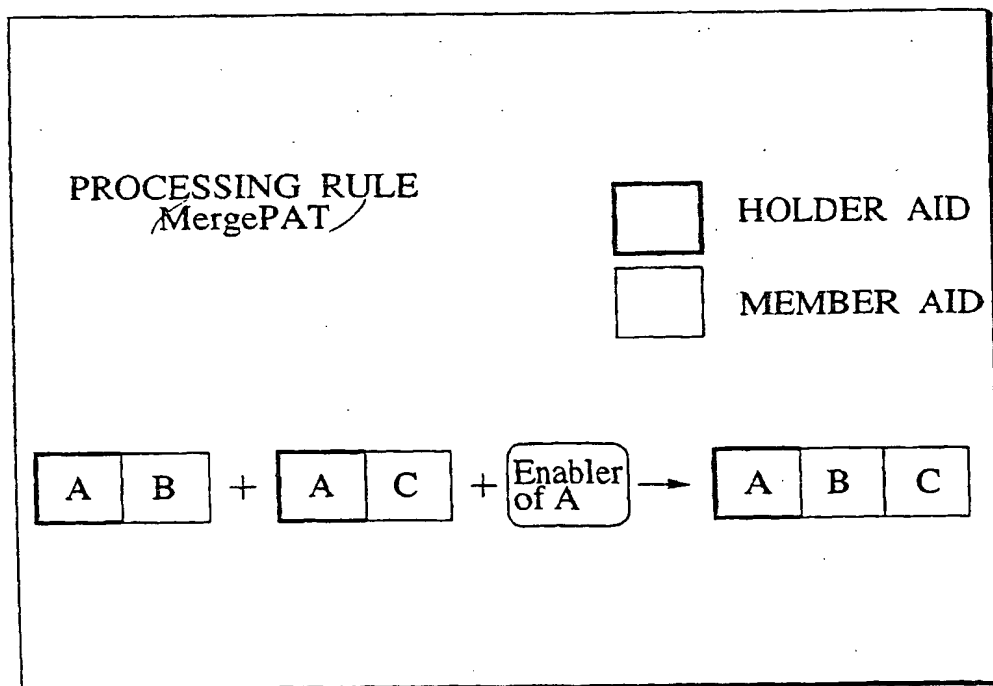 PROCESSING RULE
(MergePAT)
HOLDER AID
MEMBER AID
A B + A C + Enabler of A → A B C